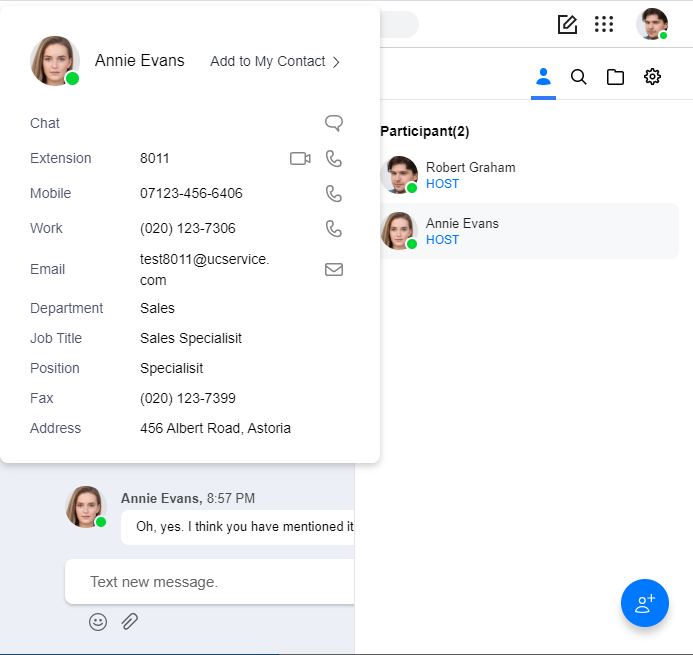 Annie Evans Add to My Contact
Chat
Extension 8011
Mobile 07123-456-6406
Work (020) 123-7306
Email test8011@ucservice.
com
Department Sales
Job Title Sales Specialisit
Position Specialisit
Fax (020) 123-7399
Address 456 Albert Road, Astoria
Annie Evans, 8:57 PM
Oh, yes. I think you have mentioned it
Text new message.
Participant(2)
Robert Graham
HOST
Annie Evans
HOST